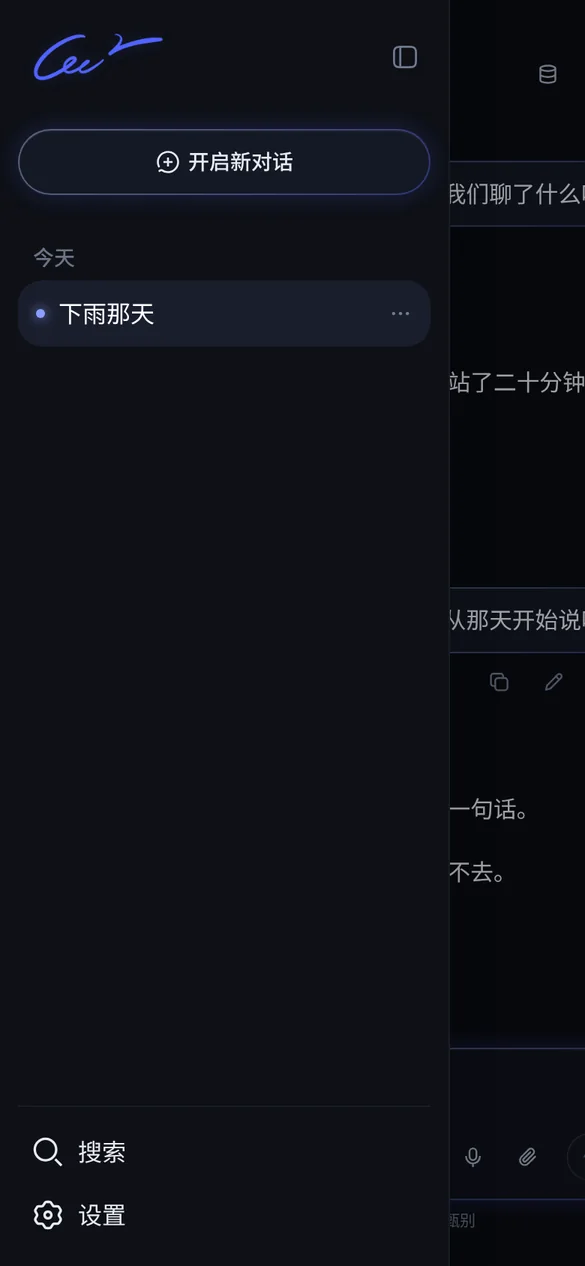 开启新对话
今天
下雨那天
我们聊了什么
站了二十分钟
从那天开始说
一句话。
不去。
搜索
设置
甄别